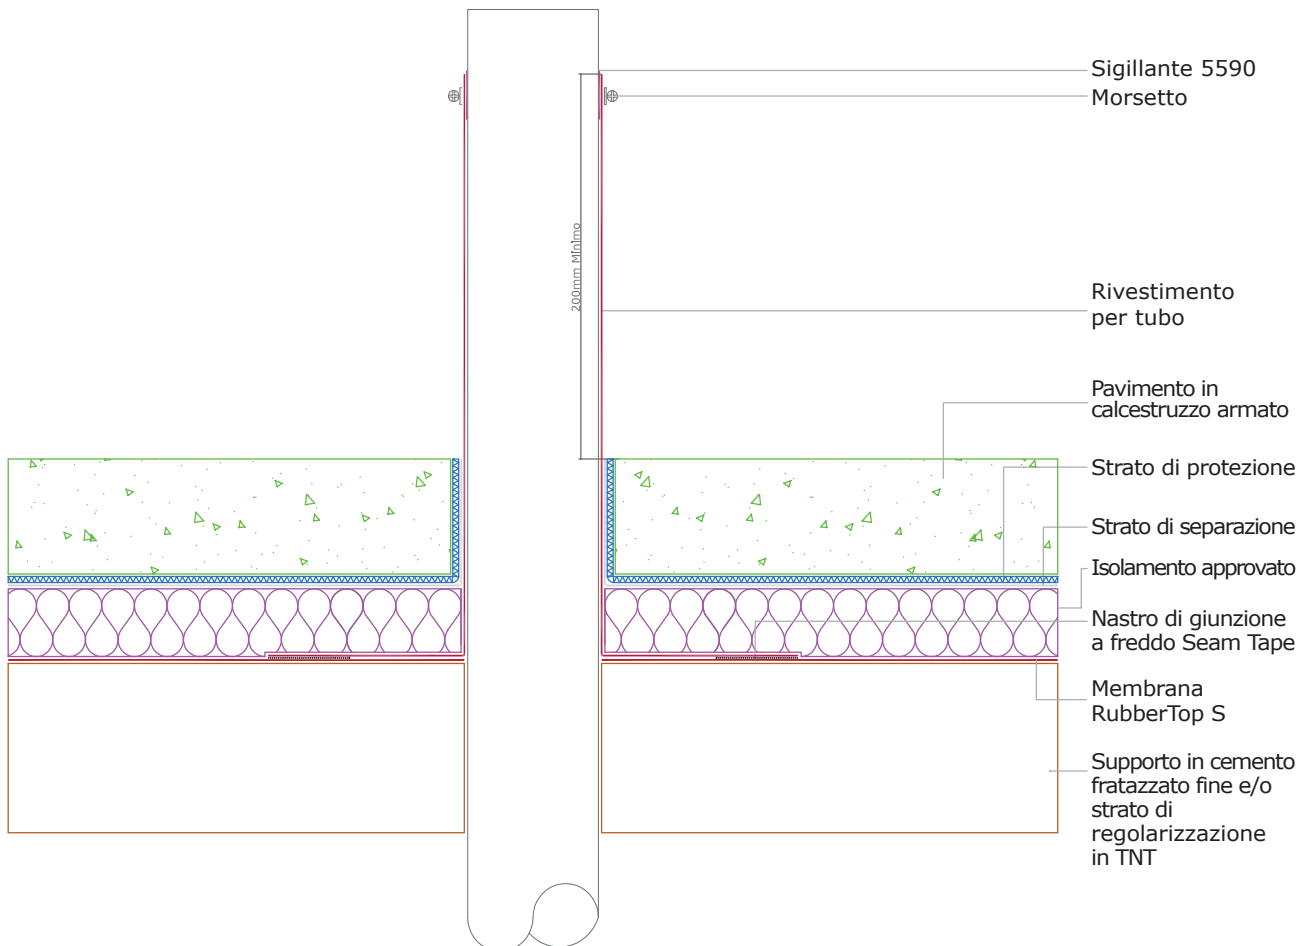 Sigillante 5590
Morsetto
200mm Minimo
Rivestimento
per tubo
Pavimento in
calcestruzzo armato
Strato di protezione
Strato di separazione
Isolamento approvato
Nastro di giunzione
a freddo Seam Tape
Membrana
RubberTop S
Supporto in cemento
fratazzato fine e/o
strato di
regolarizzazione
in TNT